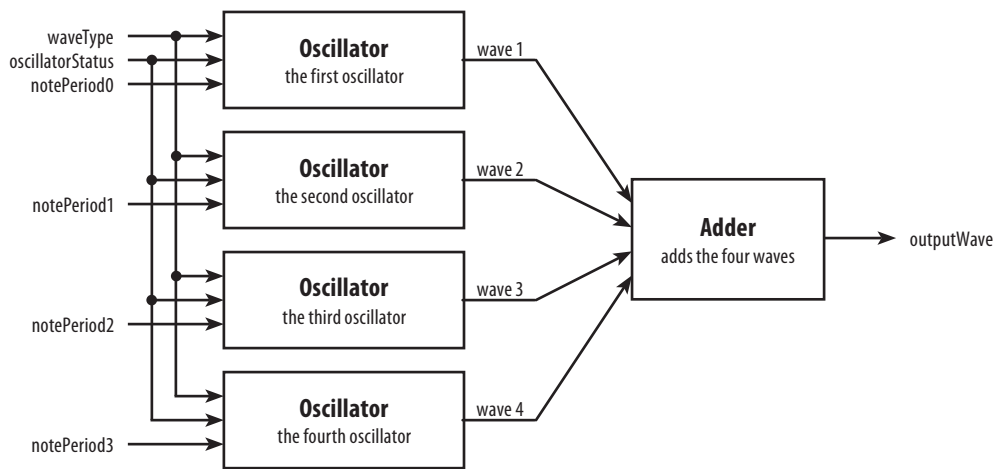 waveType
oscillatorStatus
notePeriod0
Oscillator
the first oscillator
wave 1
Oscillator
the second oscillator
wave 2
notePeriod1
Adder
adds the four waves
outputWave
Oscillator
the third oscillator
wave 3
notePeriod2
Oscillator
the fourth oscillator
wave 4
notePeriod3